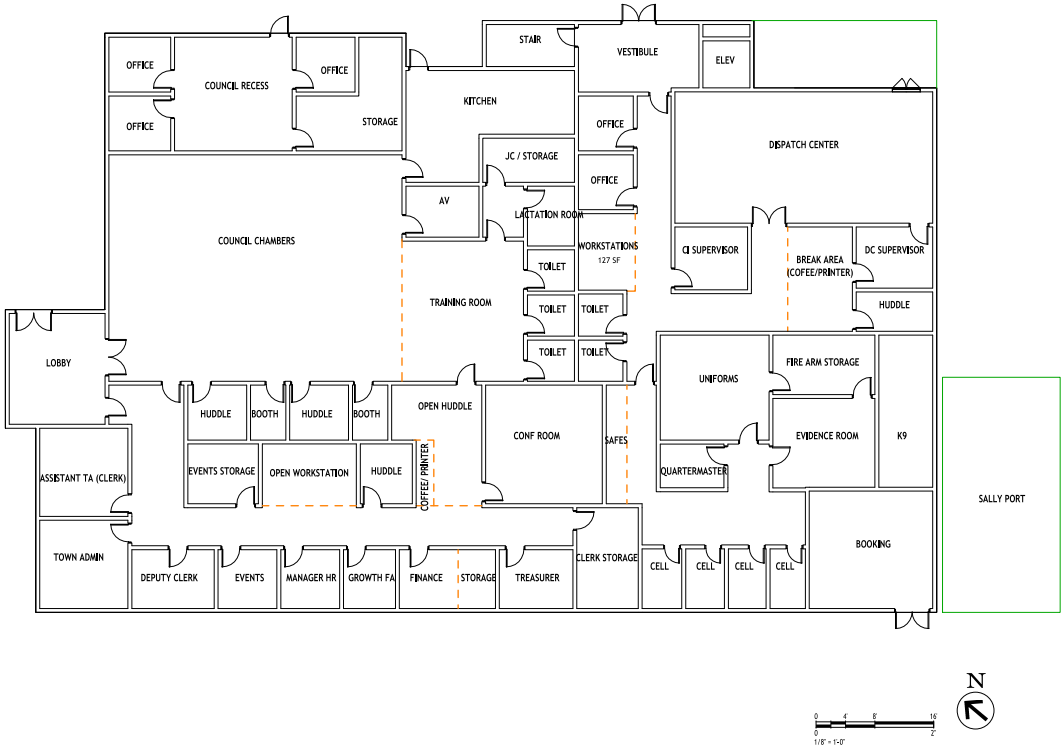 STAIR
VESTIBULE
ELEV
OFFICE
COUNCIL RECESS
OFFICE
KITCHEN
OFFICE
STORAGE
OFFICE
DISPATCH CENTER
JC / STORAGE
OFFICE
AV
LACTATION ROOM
COUNCIL CHAMBERS
WORKSTATIONS
127 SF
CI SUPERVISOR
BREAK AREA
(COFEE/PRINTER)
DC SUPERVISOR
TOILET
TRAINING ROOM
TOILET
TOILET
HUDDLE
LOBBY
TOILET
TOILET
UNIFORMS
FIRE ARM STORAGE
HUDDLE
BOOTH
HUDDLE
BOOTH
OPEN HUDDLE
CONF ROOM
SAFES
EVIDENCE ROOM
K9
ASSISTANT TA (CLERK)
EVENTS STORAGE
OPEN WORKSTATION
HUDDLE
COFFEE/ PRINTER
QUARTERMASTER
SALLY PORT
TOWN ADMIN
CLERK STORAGE
BOOKING
DEPUTY CLERK
EVENTS
MANAGER HR
GROWTH FA
FINANCE
STORAGE
TREASURER
CELL
CELL
CELL
CELL
N
0 4' 8' 16'
0 2"
1/8" = 1'-0"